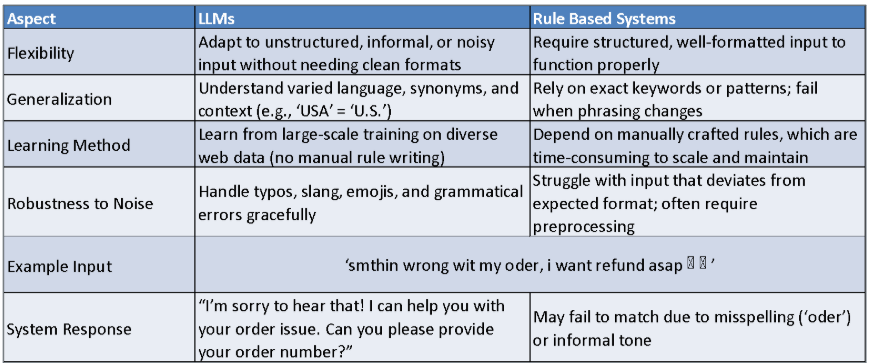 Aspect LLMs Rule Based Systems
Flexibility
Adapt to unstructured, informal, or noisy
input without needing clean formats
Require structured, well-formatted input to
function properly
Generalization
Understand varied language, synonyms, and
context (e.g., ‘USA’ = ‘U.S.’)
Rely on exact keywords or patterns; fail
when phrasing changes
Learning Method
Learn from large-scale training on diverse
web data (no manual rule writing)
Depend on manually crafted rules, which are
time-consuming to scale and maintain
Robustness to Noise
Handle typos, slang, emojis, and grammatical
errors gracefully
Struggle with input that deviates from
expected format; often require
preprocessing
Example Input
‘smthin wrong wit my oder, i want refund asap ’
System Response
“I’m sorry to hear that! I can help you with
your order issue. Can you please provide
your order number?”
May fail to match due to misspelling (‘oder’)
or informal tone